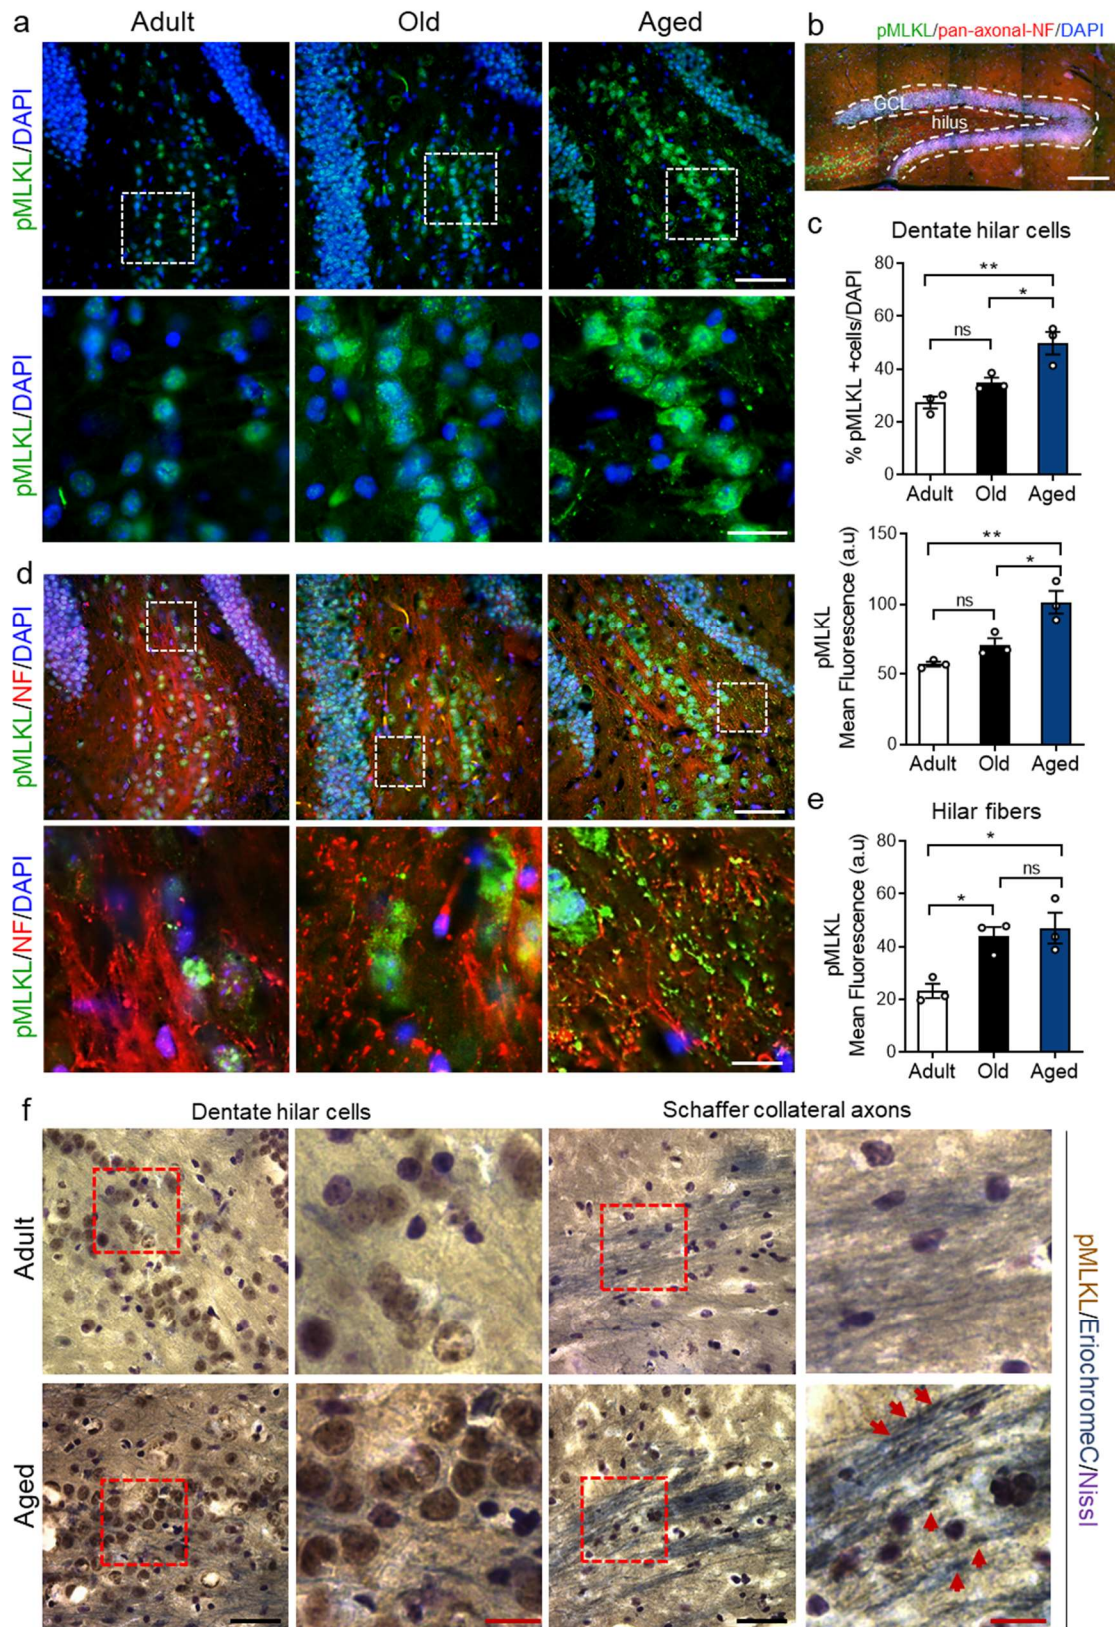 a
Adult
Old
Aged
pMLKL/DAPI
pMLKL/DAPI
b
pMLKL/pan-axonal-NF/DAPI
GCL
hilus
c
Dentate hilar cells
% pMLKL +cells/DAPI
80
60
40
20
0
**
*
ns
Adult
Old
Aged
pMLKL
Mean Fluorescence (a.u)
150
100
50
0
**
*
ns
Adult
Old
Aged
d
pMLKL/NF/DAPI
pMLKL/NF/DAPI
e
Hilar fibers
pMLKL
Mean Fluorescence (a.u)
80
60
40
20
0
*
ns
*
Adult
Old
Aged
f
Dentate hilar cells
Schaffer collateral axons
Adult
Aged
pMLKL/EriochromeC/Nissl